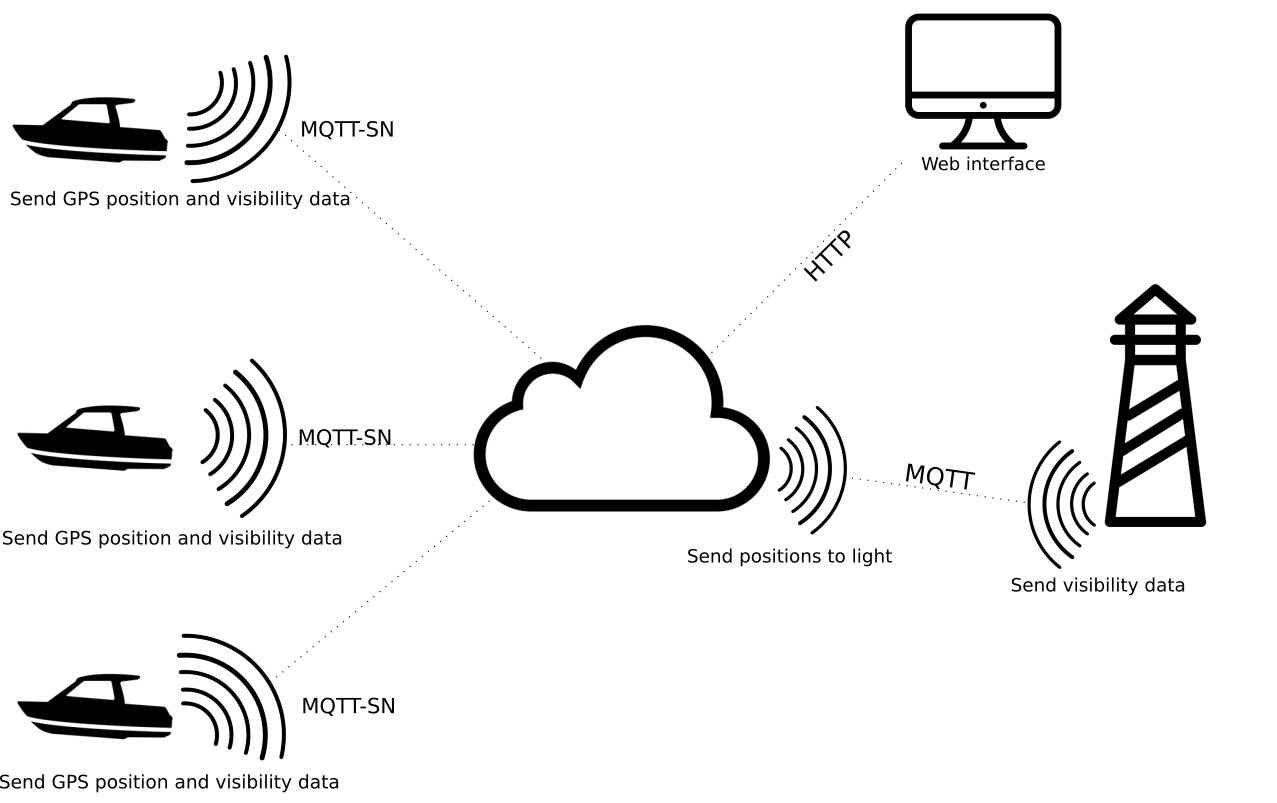 MQTT-SN
Send GPS position and visibility data
Web interface
HTTP
MQTT-SN
Send GPS position and visibility data
MQTT
Send positions to light
Send visibility data
MQTT-SN
Send GPS position and visibility data